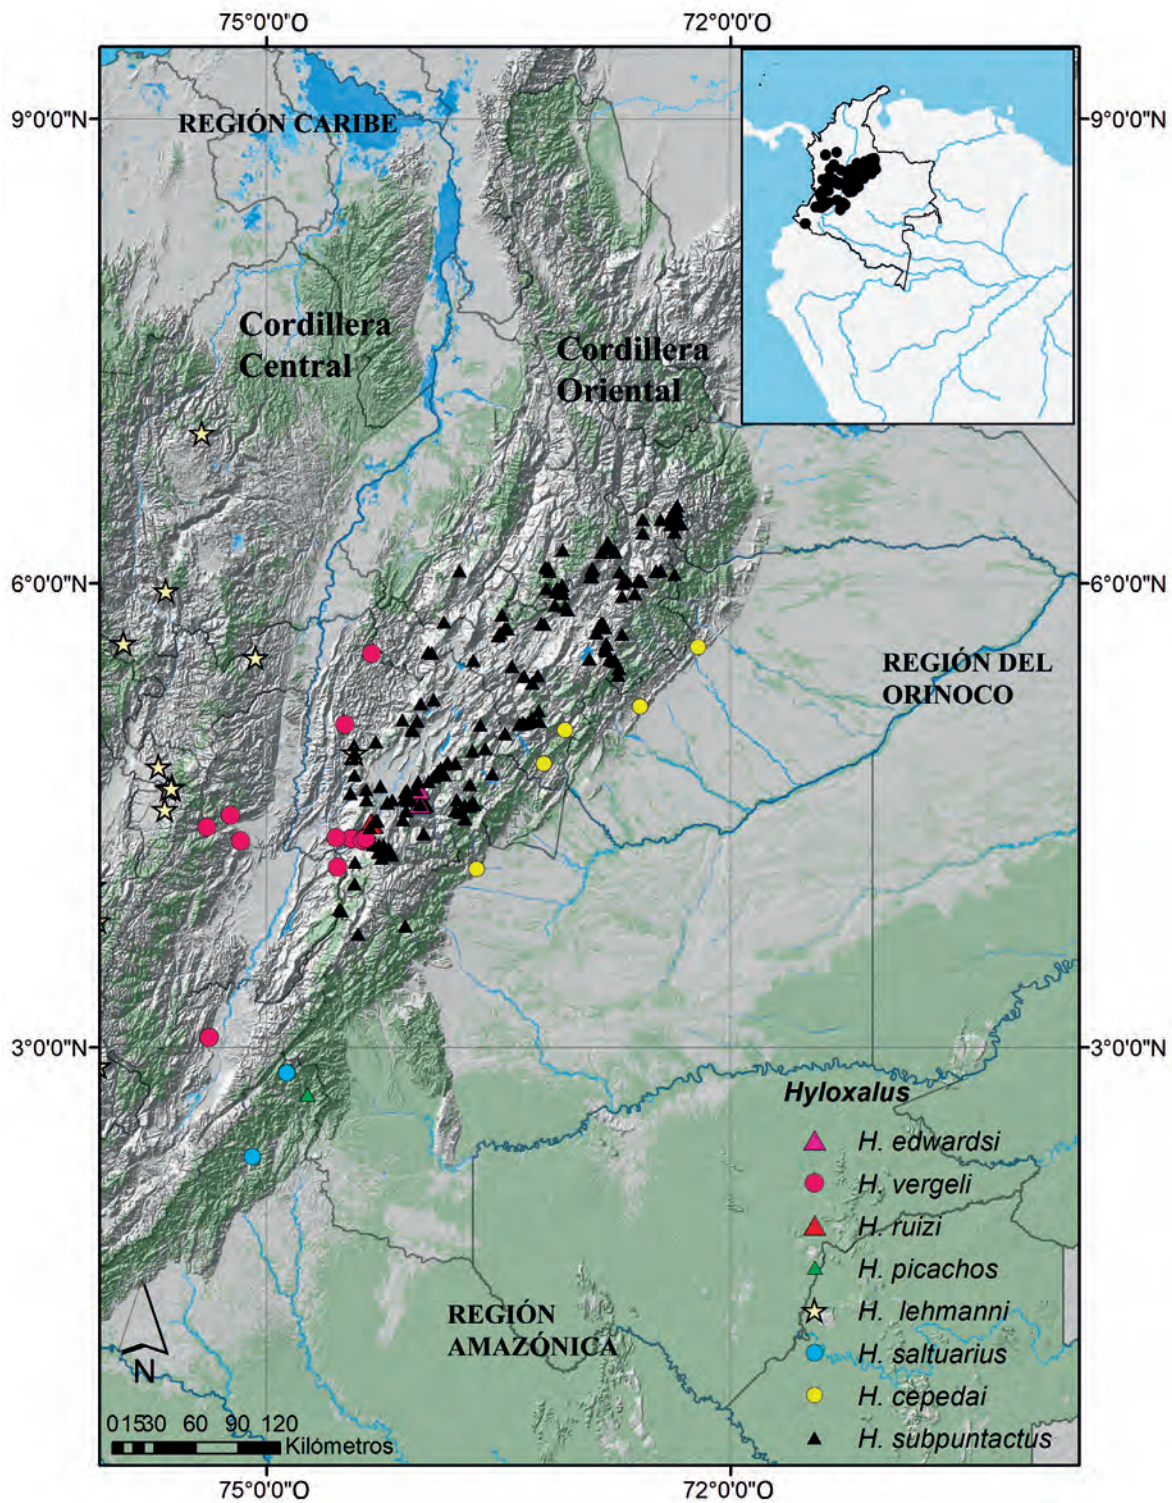 75°0'0"O
72°0'0"O
9°0'0"N
9°0'0"N
REGIÓN CARIBE
Cordillera
Central
Cordillera
Oriental
6°0'0"N
6°0'0"N
REGIÓN DEL
ORINOCO
3°0'0"N
3°0'0"N
Hyloxalus
H. edwardsi
H. vergeli
H. ruizi
H. picachos
H. lehmanni
H. saltuarius
H. cepedai
H. subpuntactus
REGIÓN
AMAZÓNICA
N
0 15 30 60 90 120
Kilómetros
75°0'0"O
72°0'0"O